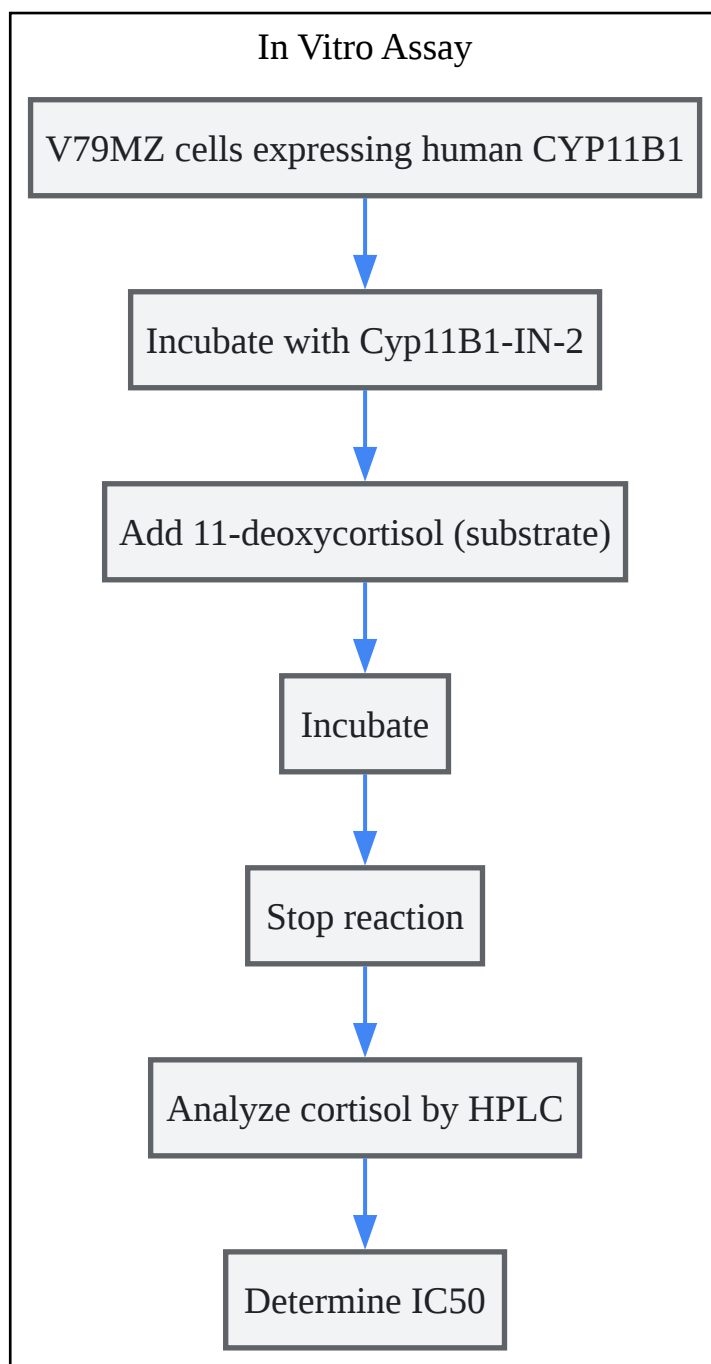 In Vitro Assay
V79MZ cells expressing human CYP11B1
Incubate with Cyp11B1-IN-2
Add 11-deoxycortisol (substrate)
Incubate
Stop reaction
Analyze cortisol by HPLC
Determine IC50